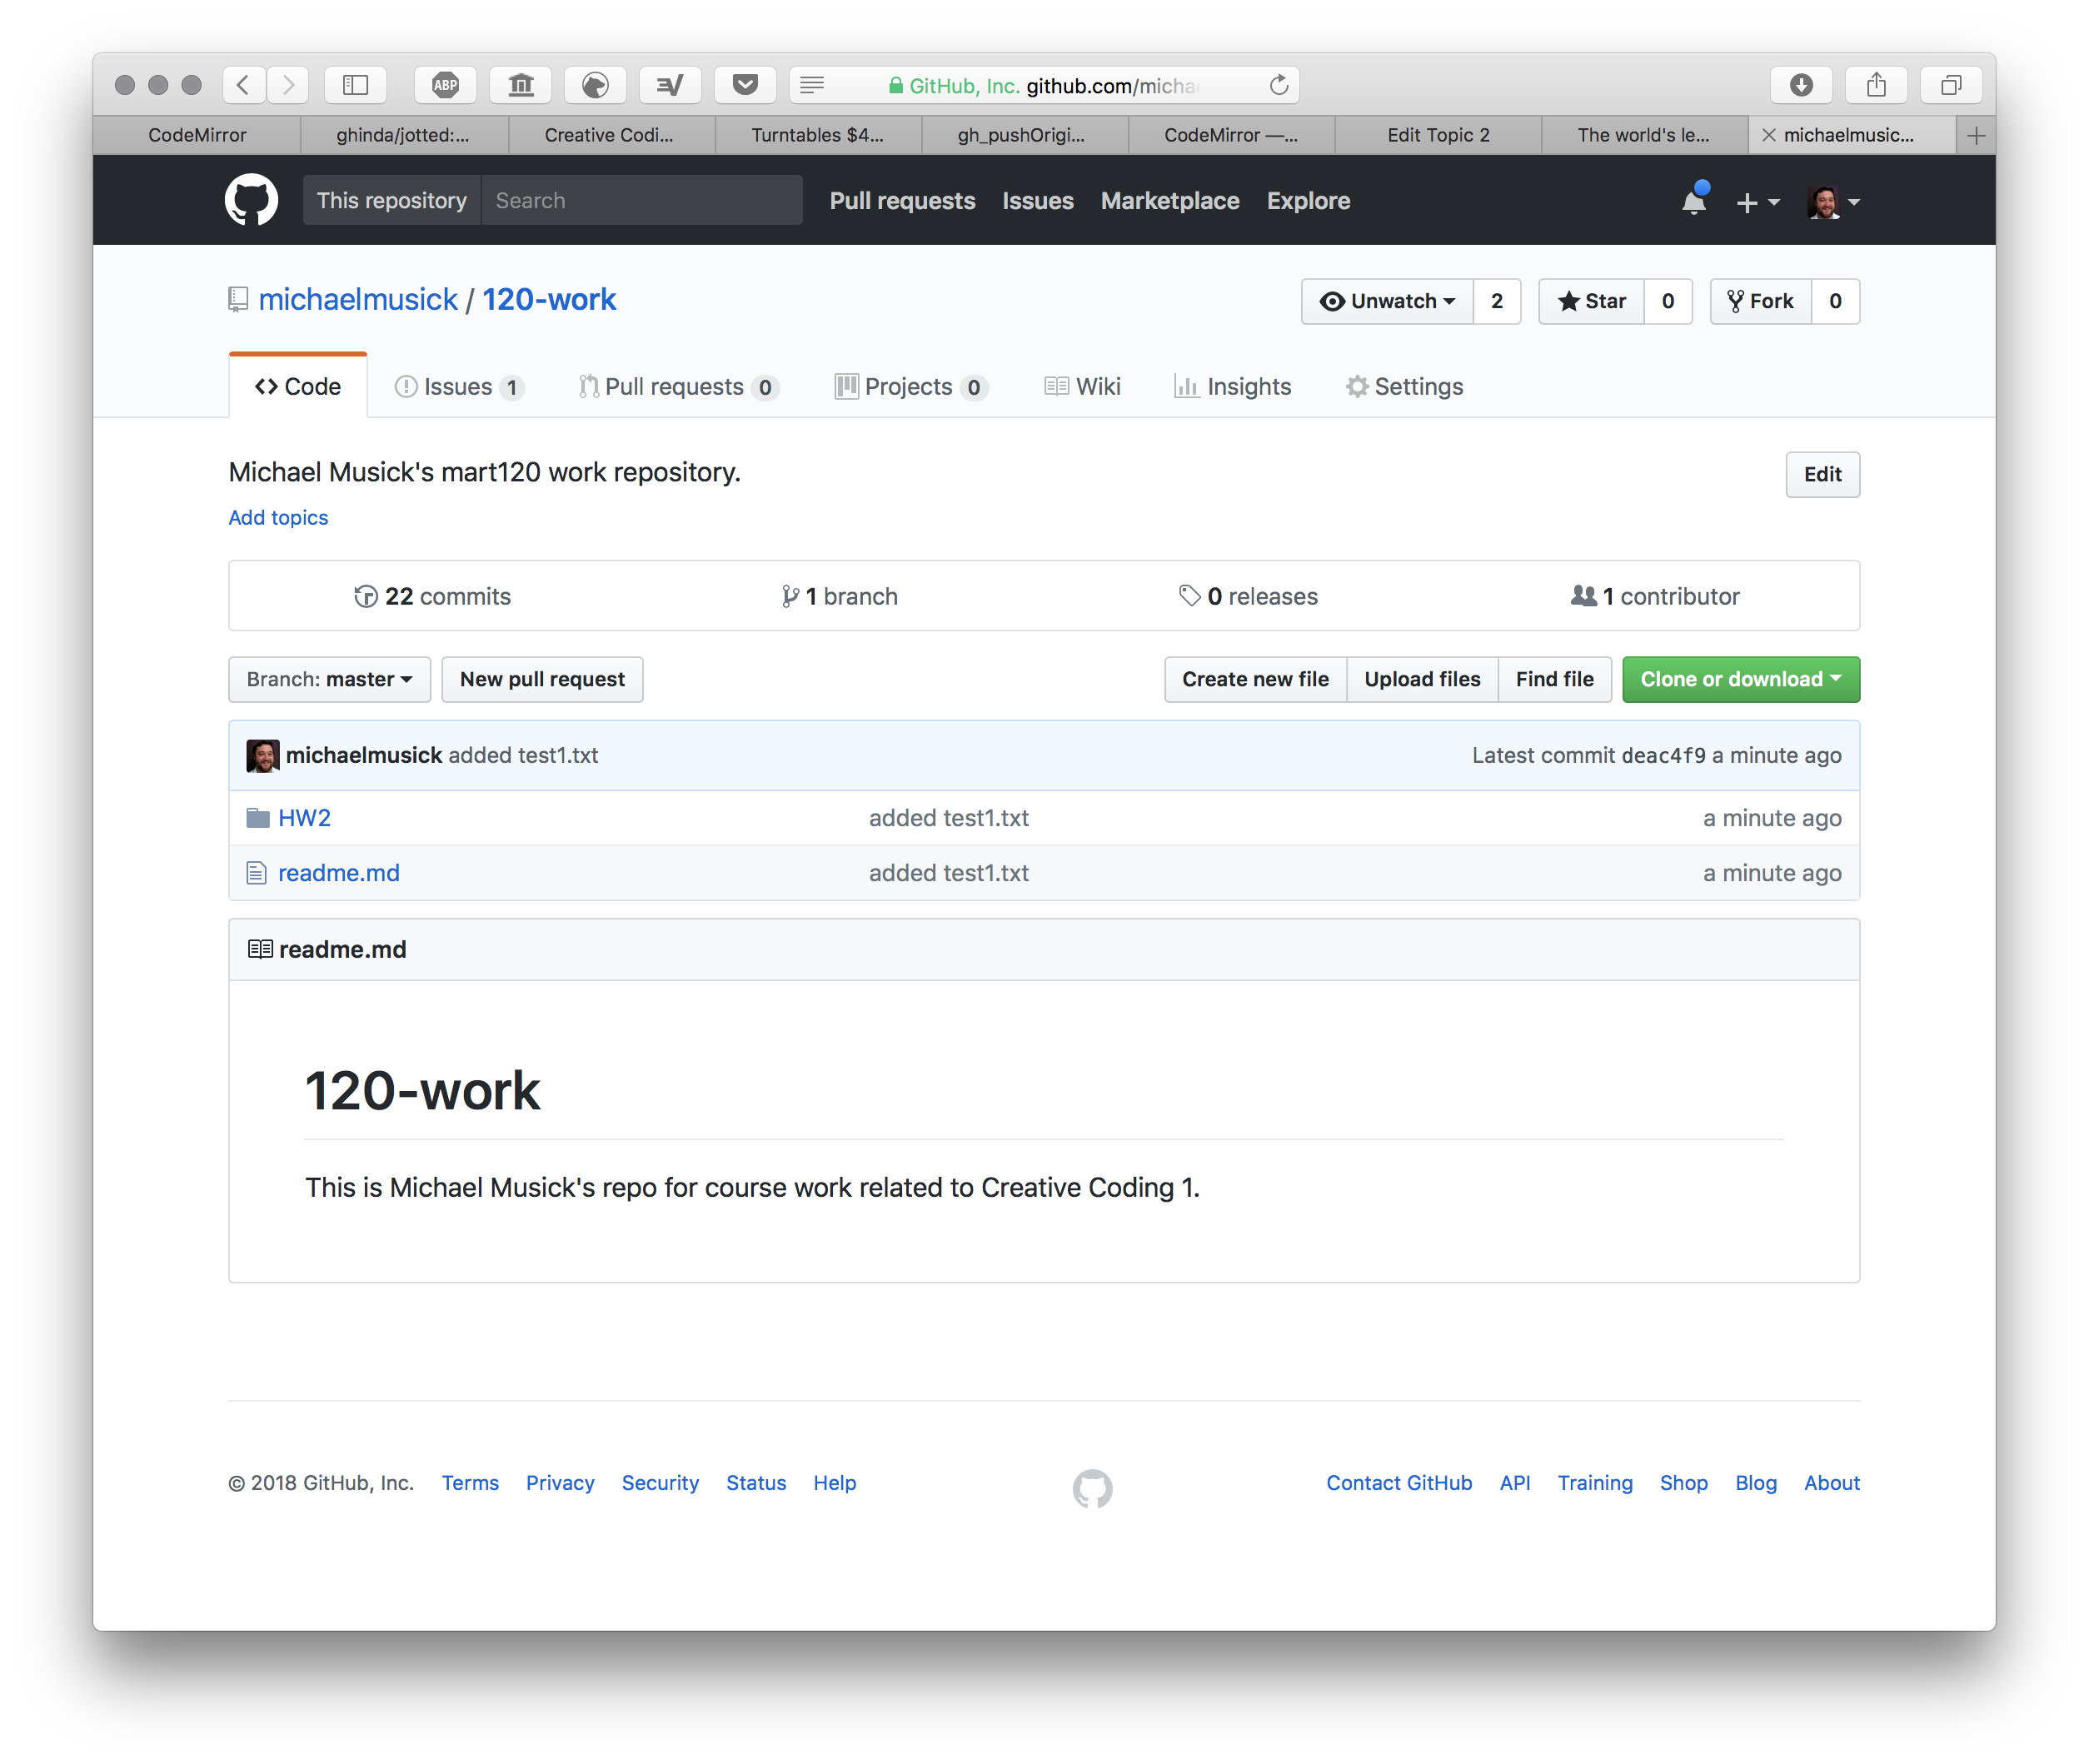 ABP
GitHub, Inc. github.com/michae
CodeMirror ghinda/jotted:... Creative Codi... Turntables $4... gh_pushOrigi... CodeMirror —... Edit Topic 2 The world's le... michaelmusic...
This repository Search Pull requests Issues Marketplace Explore
michaelmusick / 120-work Unwatch 2 Star 0 Fork 0
Code Issues 1 Pull requests 0 Projects 0 Wiki Insights Settings
Michael Musick's mart120 work repository. Edit
Add topics
22 commits 1 branch 0 releases 1 contributor
Branch: master New pull request Create new file Upload files Find file Clone or download
michaelmusick added test1.txt Latest commit deac4f9 a minute ago
HW2 added test1.txt a minute ago
readme.md added test1.txt a minute ago
readme.md
120-work
This is Michael Musick's repo for course work related to Creative Coding 1.
© 2018 GitHub, Inc. Terms Privacy Security Status Help Contact GitHub API Training Shop Blog About